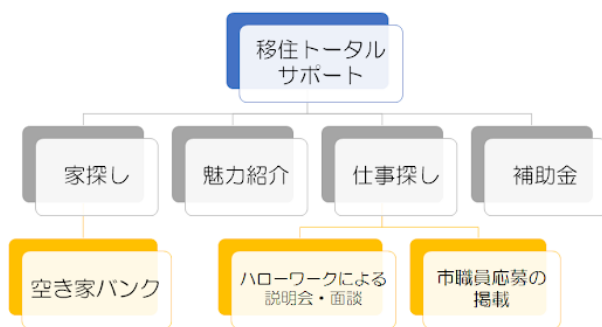 移住トータル
サポート
家探し
魅力紹介
仕事探し
補助金
空き家バンク
ハローワークによる
説明会・面談
市職員応募の
掲載